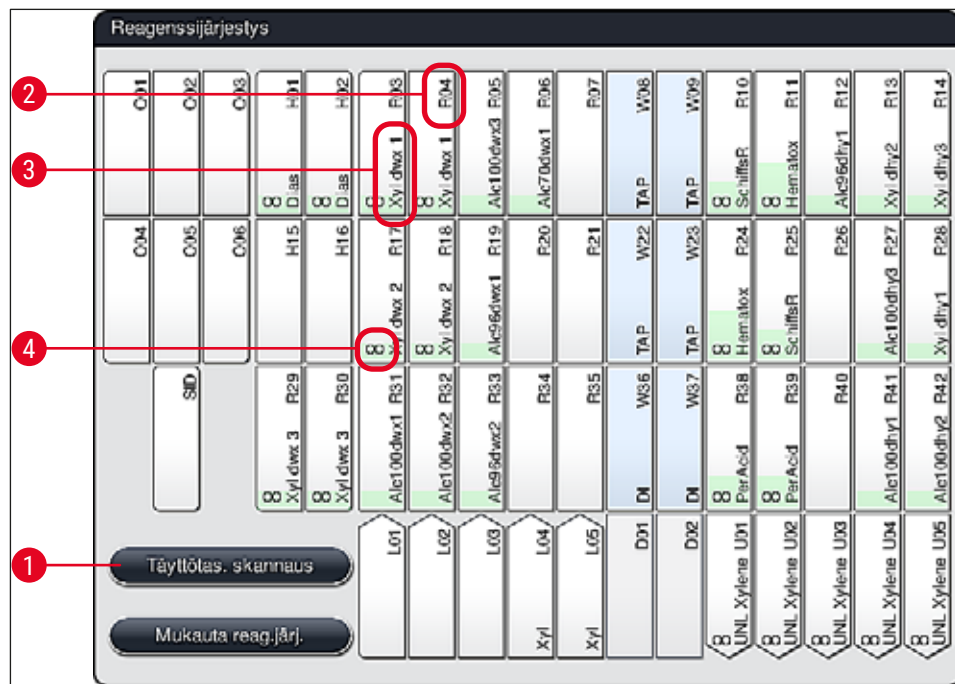 Reagenssijärjestys
O01
O02
O03
Dias H01
Dias H02
Xyl dwx 1 R03
Xyl dwx 1 R04
Alc100dwx3 R05
Alc70dwx1 R06
R07
TAP W08
TAP W09
SchiffsR R10
Hematox R11
Alc96dhy1 R12
Xyl dhy2 R13
Xyl dhy3 R14
O04
O05
O06
H15
H16
Xyl dwx 2 R17
Xyl dwx 2 R18
Alc96dwx1 R19
R20
R21
TAP W22
TAP W23
Hematox R24
SchiffsR R25
R26
Alc100dhy3 R27
Xyl dhy1 R28
SID
Xyl dwx 3 R29
Xyl dwx 3 R30
Alc100dwx1 R31
Alc100dwx2 R32
Alc96dwx2 R33
R34
R35
DI W36
DI W37
PerAcid R38
PerAcid R39
R40
Alc100dhy1 R41
Alc100dhy2 R42
L01
L02
L03
Xyl L04
Xyl L05
D01
D02
UNL Xylene U01
UNL Xylene U02
UNL Xylene U03
UNL Xylene U04
UNL Xylene U05
Täyttötas. skannaus
Mukauta reag.järj.
2
3
4
1